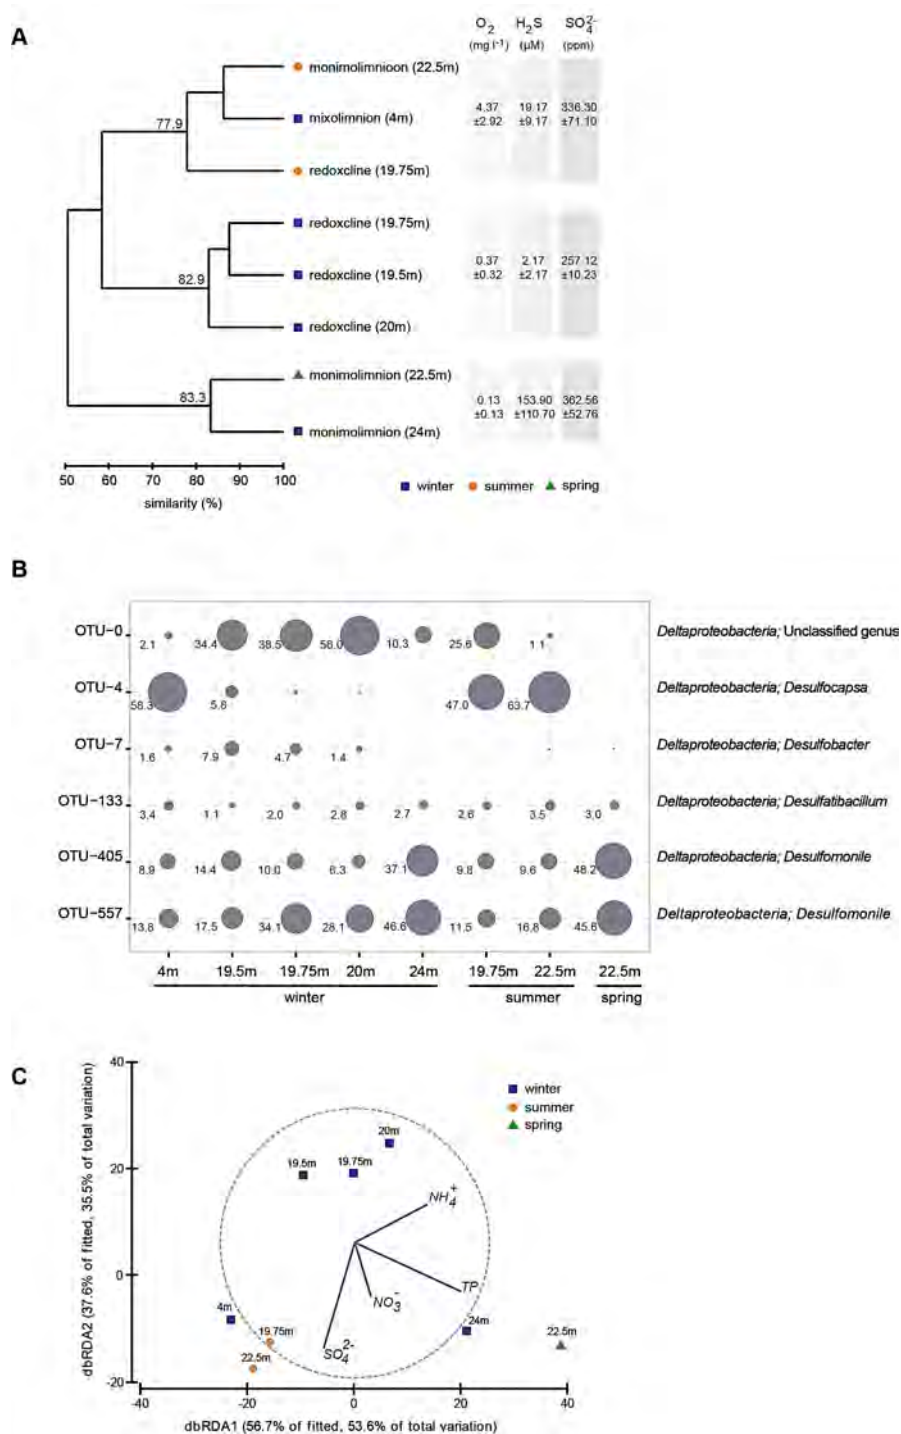 A
O2 H2S SO4^2-
(mg l-1) (µM) (ppm)
monimolimnioon (22.5m)
mixolimnion (4m)
4.37 19.17 336.30
±2.92 ±9.17 ±71.10
77.9
redoxcline (19.75m)
redoxcline (19.75m)
redoxcline (19.5m)
0.37 2.17 257.12
±0.32 ±2.17 ±10.23
82.9
redoxcline (20m)
monimolimnion (22.5m)
83.3
0.13 153.90 362.56
±0.13 ±110.70 ±52.76
monimolimnion (24m)
50 60 70 80 90 100
similarity (%)
winter summer spring
B
OTU-0 Deltaproteobacteria; Unclassified genus
2.1 34.4 38.5 56.0 10.3 25.6 1.1
OTU-4 Deltaproteobacteria; Desulfocapsa
58.3 5.6 47.0 63.7
OTU-7 Deltaproteobacteria; Desulfobacter
1.6 7.9 4.7 1.4
OTU-133 Deltaproteobacteria; Desulfatibacillum
3.4 1.1 2.0 2.8 2.7 2.6 3.5 3.0
OTU-405 Deltaproteobacteria; Desulfomonile
8.9 14.4 10.0 6.3 37.1 9.8 9.6 48.2
OTU-557 Deltaproteobacteria; Desulfomonile
13.8 17.5 34.1 28.1 46.6 11.5 16.8 45.6
4m 19.5m 19.75m 20m 24m 19.75m 22.5m 22.5m
winter summer spring
C
40
20
0
-20
dbRDA2 (37.6% of fitted, 35.5% of total variation)
winter
summer
spring
20m
19.5m 19.75m
NH4+
TP
NO3-
SO4^2-
4m
19.75m
22.5m
24m
22.5m
-40 -20 0 20 40
dbRDA1 (56.7% of fitted, 53.6% of total variation)